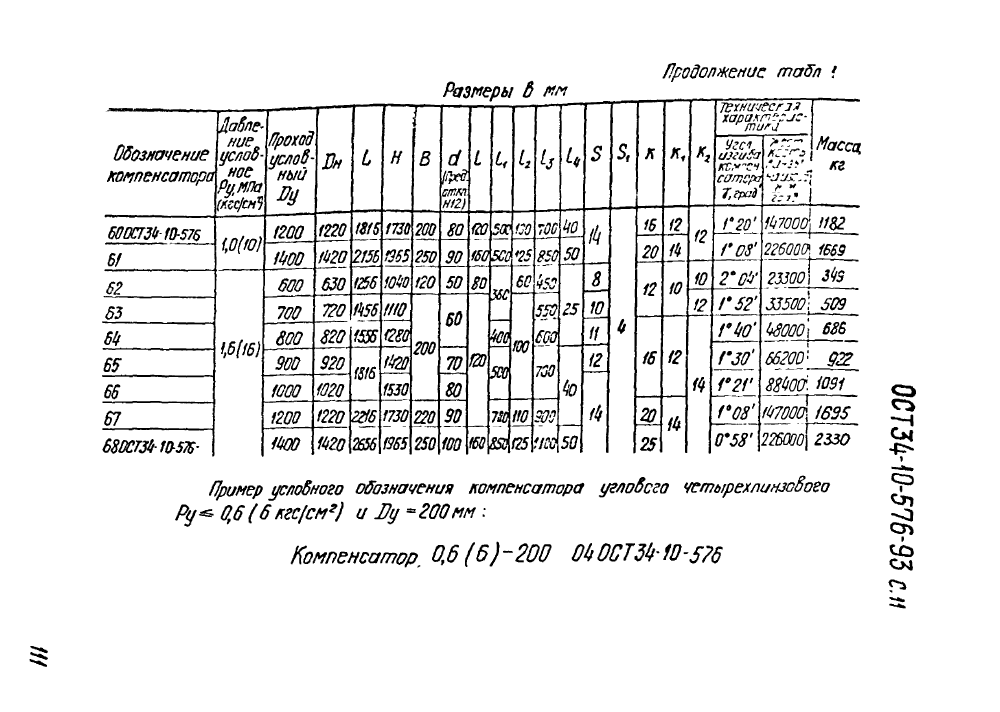 Продолжение табл 1
Размеры в мм
Обозначение компенсатора Давление условное Ру, МПа (кгс/см²) Проход условный Ду Dн L H B d (пред. откл. H12) l l₁ l₂ l₃ l₄ S S₁ K K₁ K₂ Техническая характеристика Масса, кг
Угол изгиба компенсатора γ, град
60 ОСТ34-10-576 1,0(10) 1200 1220 1816 1730 200 80 120 500 700 40 14 4 16 12 12 1°20' 147000 1182
61 1400 1420 2156 1965 250 90 160 500 125 850 50 20 14 1°08' 226000 1669
62 1,6(16) 600 630 1256 1040 120 50 80 360 60 450 25 8 12 10 10 2°04' 23300 349
63 700 720 1456 1110 200 60 120 100 550 10 12 1°52' 33500 509
64 800 820 1556 1280 400 600 11 16 12 14 1°40' 48000 686
65 900 920 1816 1420 70 500 700 40 12 1°30' 66200 922
66 1000 1020 1530 80 14 1°21' 88400 1091
67 1200 1220 2216 1730 220 90 110 900 20 14 1°08' 147000 1695
68 ОСТ34-10-576- 1400 1420 2656 1965 250 100 160 850 125 1100 50 25 0°58' 226000 2330
Пример условного обозначения компенсатора углового четырехлинзового
Ру≤ 0,6 (6 кгс/см²) и Ду =200мм :
Компенсатор 0,6 (6)-200 04 ОСТ34-10-576
ОСТ34-10-576-93 с.11
111